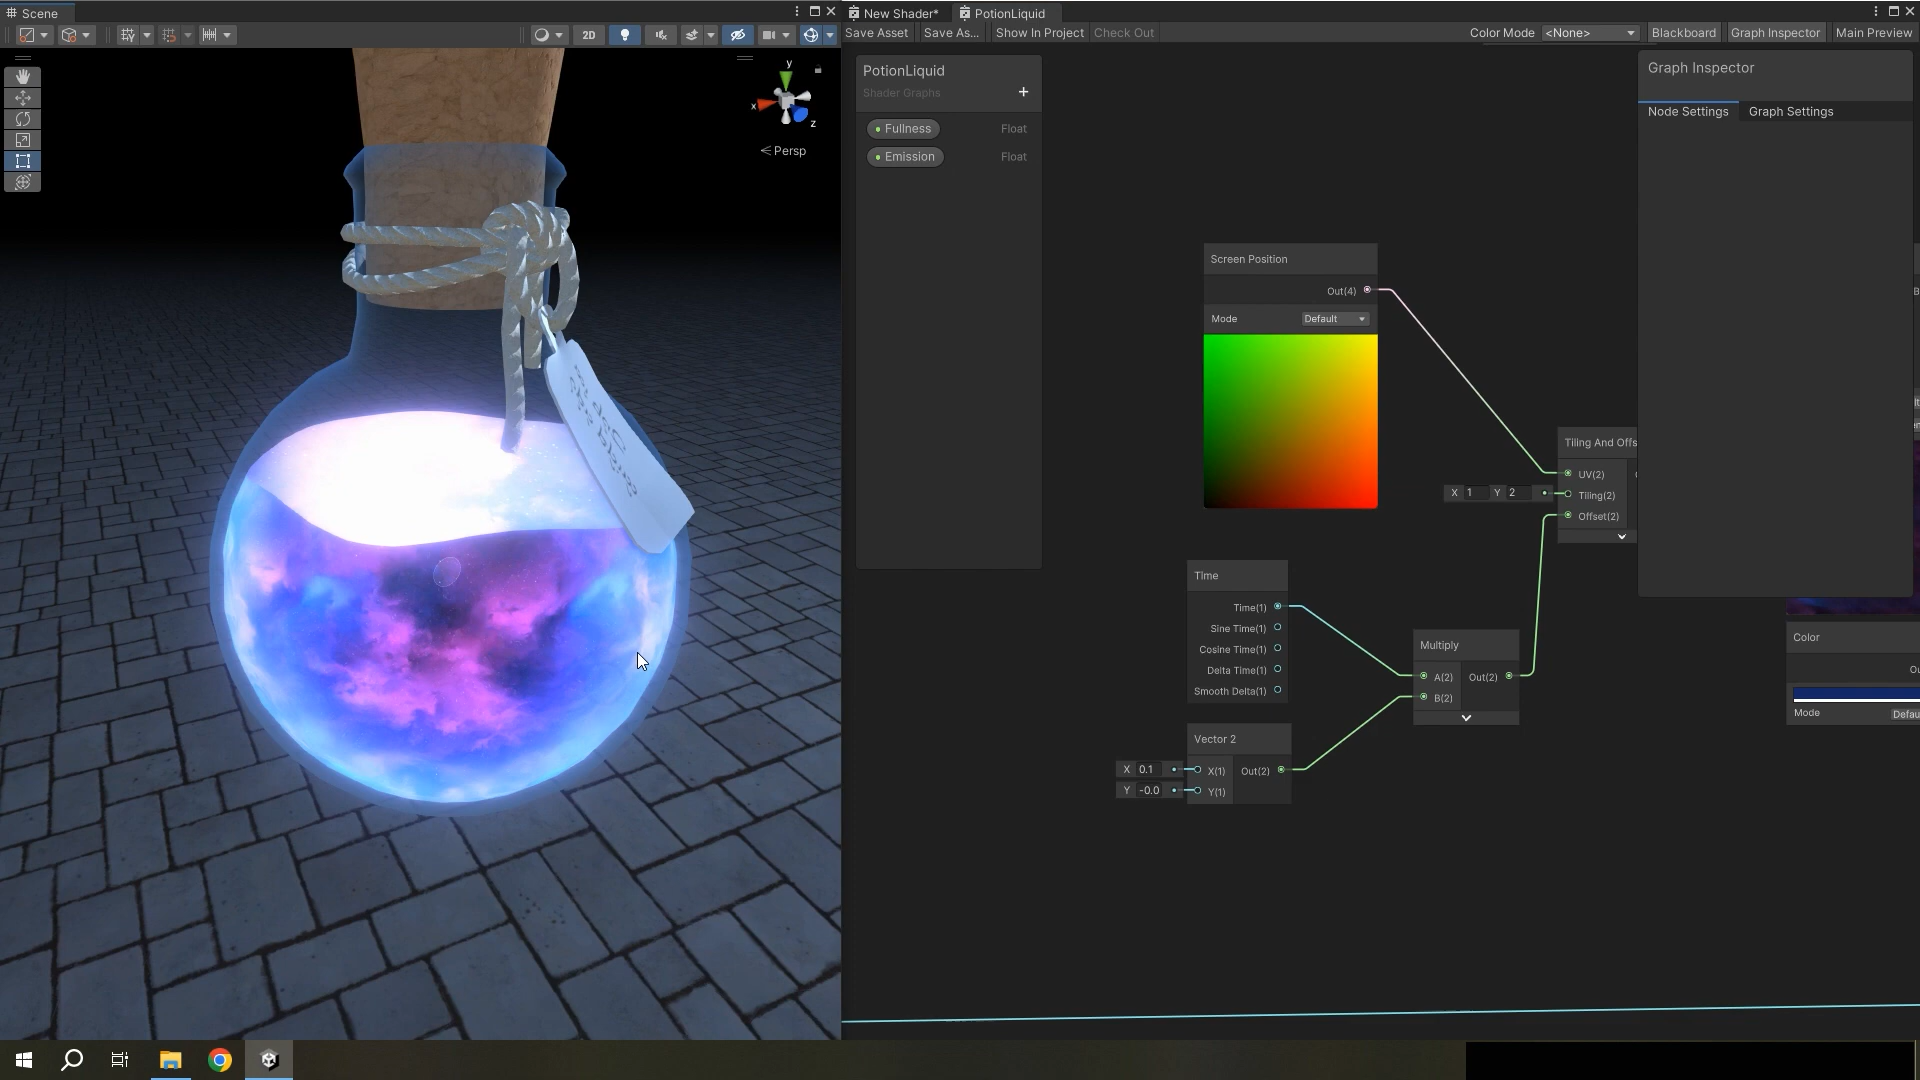 Scene
New Shader*
PotionLiquid
2D
Save Asset
Save As...
Show In Project
Check Out
Color Mode
<None>
Blackboard
Graph Inspector
Main Preview
y
x
z
Persp
PotionLiquid
Shader Graphs
+
Fullness
Float
Emission
Float
Graph Inspector
Node Settings
Graph Settings
Screen Position
Out(4)
Mode
Default
Tiling And Offs
UV(2)
X 1 Y 2
Tiling(2)
Offset(2)
Time
Time(1)
Sine Time(1)
Cosine Time(1)
Delta Time(1)
Smooth Delta(1)
Multiply
A(2)
Out(2)
B(2)
Vector 2
X 0.1
X(1)
Out(2)
Y -0.0
Y(1)
Color
Mode
Defau